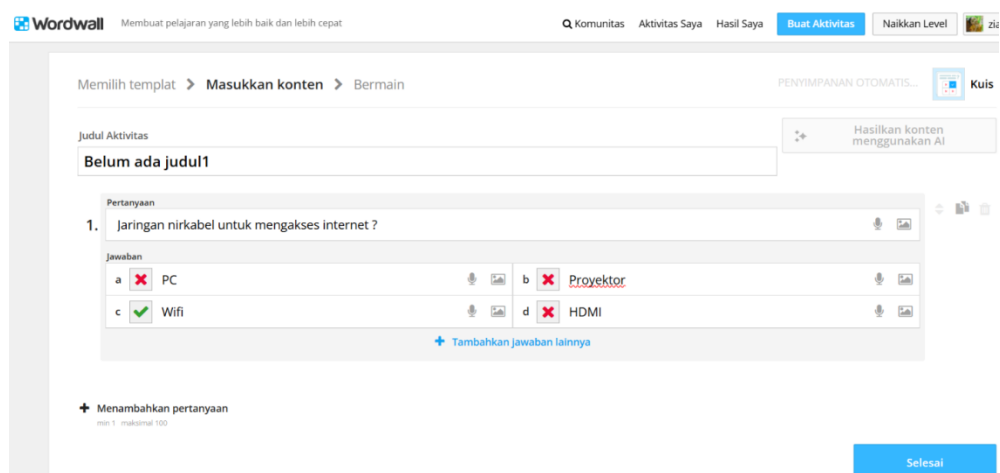 Wordwall Membuat pelajaran yang lebih baik dan lebih cepat Komunitas Aktivitas Saya Hasil Saya Buat Aktivitas Naikkan Level
Memilih templat > Masukkan konten > Bermain PENYIMPANAN OTOMATIS... Kuis
Judul Aktivitas
Hasilkan konten
menggunakan AI
Belum ada judul1
Pertanyaan
1. Jaringan nirkabel untuk mengakses internet ?
Jawaban
a PC b Proyektor
c Wifi d HDMI
+ Tambahkan jawaban lainnya
+ Menambahkan pertanyaan
min 1 maksimal 100
Selesai